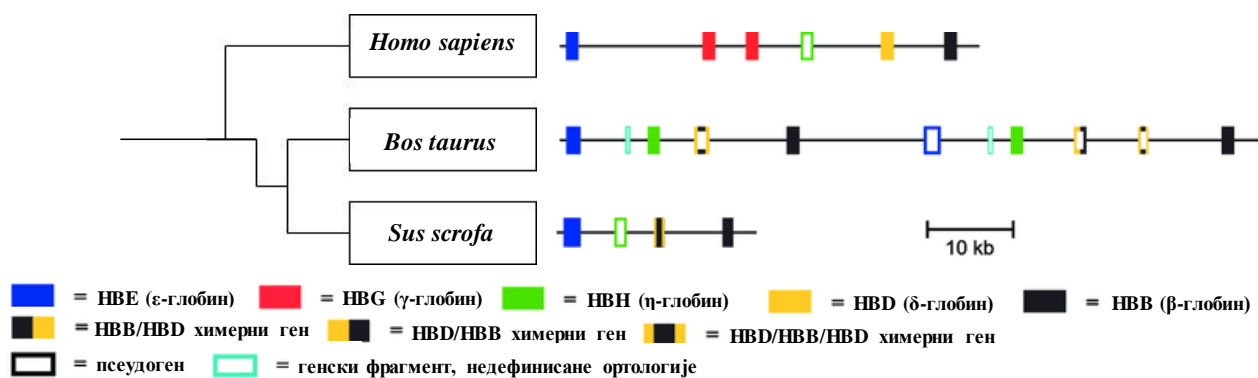 Homo sapiens
Bos taurus
Sus scrofa
10 kb
= HBE (ε-глобин) = HBG (γ-глобин) = HBH (η-глобин) = HBD (δ-глобин) = HBB (β-глобин)
= HBB/HBD химерни ген = HBD/HBB химерни ген = HBD/HBB/HBD химерни ген
= псеудоген = генски фрагмент, недефинисане ортологије